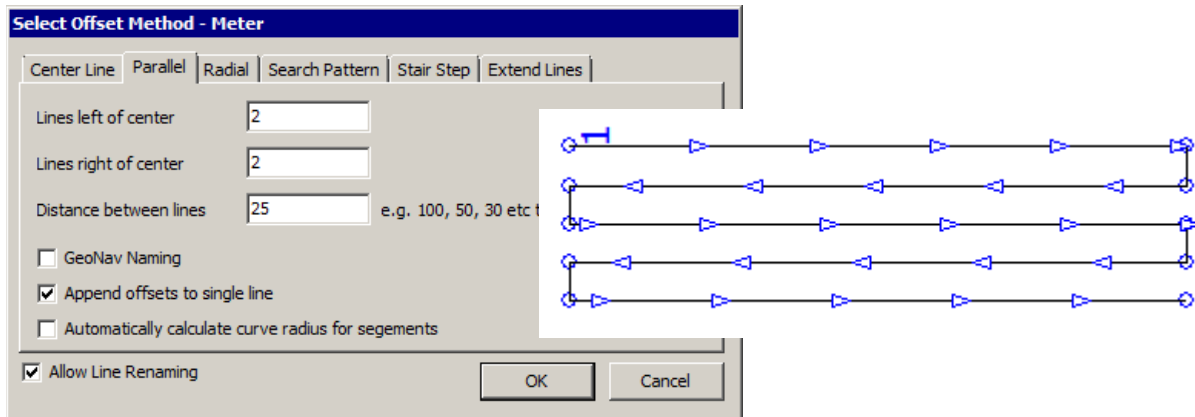 Select Offset Method - Meter
Center Line Parallel Radial Search Pattern Stair Step Extend Lines
Lines left of center 2
Lines right of center 2
Distance between lines 25 e.g. 100, 50, 30 etc
GeoNav Naming
Append offsets to single line
Automatically calculate curve radius for segements
Allow Line Renaming
OK Cancel
1